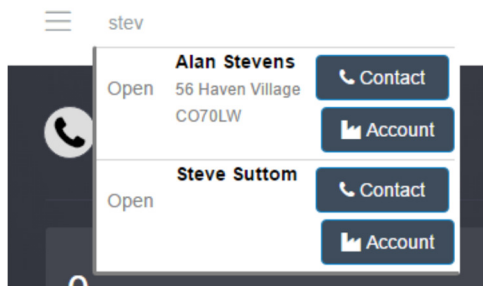 stev
Alan Stevens
Open 56 Haven Village Contact
CO70LW
Account
Steve Suttom
Open Contact
Account